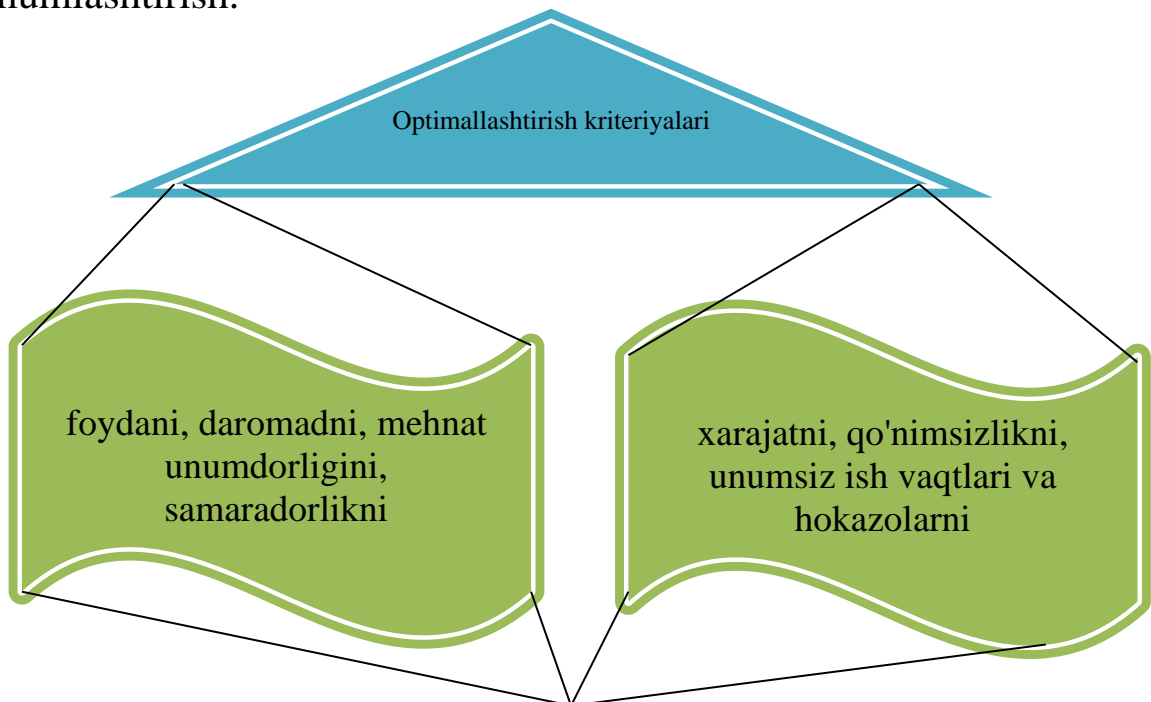 Optimallashtirish kriteriyalari
foydani, daromadni, mehnat
unumdorligini,
samaradorlikni
xarajatni, qo'nimsizlikni,
unumsiz ish vaqtlari va
hokazolarni